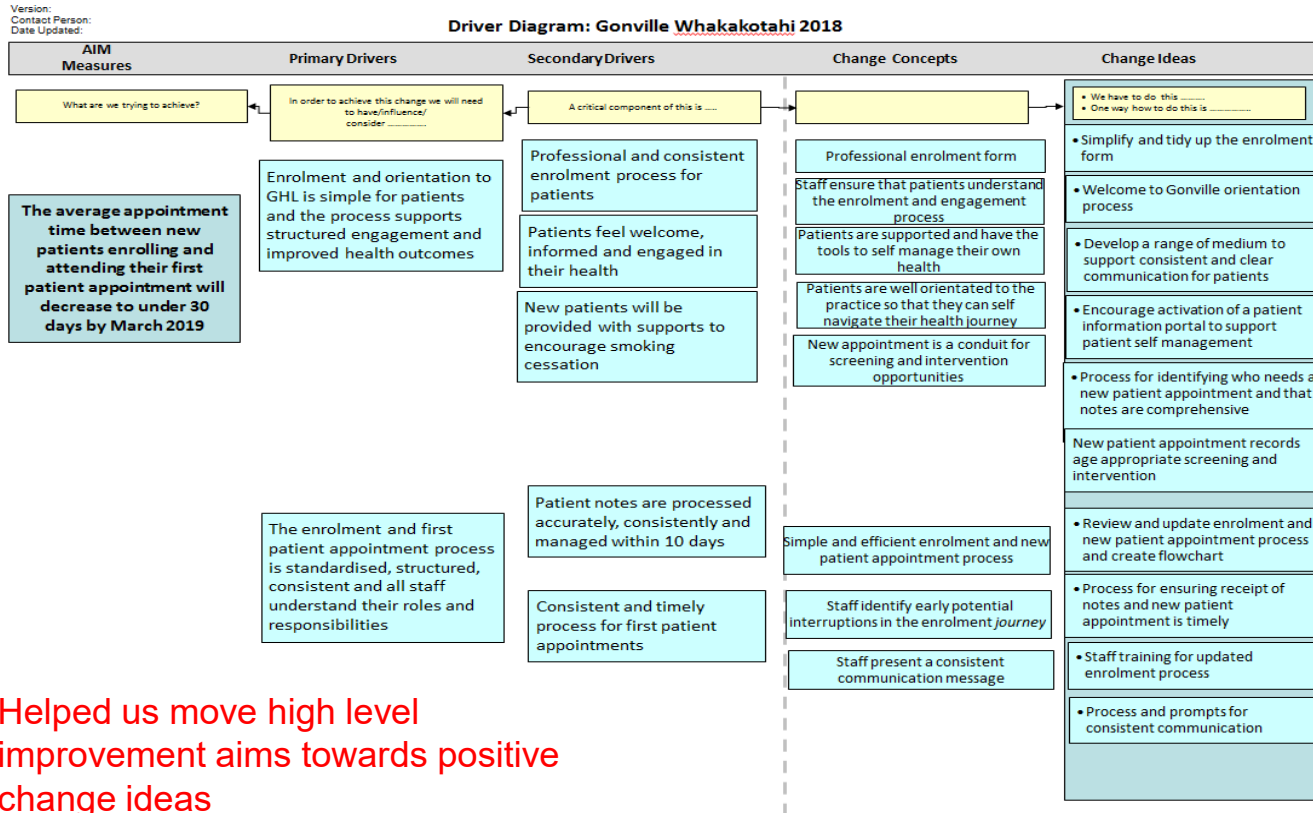 Version:
Contact Person:
Date Updated:
Driver Diagram: Gonville Whakakotahi 2018
AIM
Measures
Primary Drivers
Secondary Drivers
Change Concepts
Change Ideas
What are we trying to achieve?
In order to achieve this change we will need
to have/influence/
consider ...............
A critical component of this is .....
• We have to do this ..........
• One way how to do this is ................
The average appointment
time between new
patients enrolling and
attending their first
patient appointment will
decrease to under 30
days by March 2019
Enrolment and orientation to
GHL is simple for patients
and the process supports
structured engagement and
improved health outcomes
The enrolment and first
patient appointment process
is standardised, structured,
consistent and all staff
understand their roles and
responsibilities
Professional and consistent
enrolment process for
patients
Patients feel welcome,
informed and engaged in
their health
New patients will be
provided with supports to
encourage smoking
cessation
Patient notes are processed
accurately, consistently and
managed within 10 days
Consistent and timely
process for first patient
appointments
Professional enrolment form
Staff ensure that patients understand
the enrolment and engagement
process
Patients are supported and have the
tools to self manage their own
health
Patients are well orientated to the
practice so that they can self
navigate their health journey
New appointment is a conduit for
screening and intervention
opportunities
Simple and efficient enrolment and new
patient appointment process
Staff identify early potential
interruptions in the enrolment journey
Staff present a consistent
communication message
• Simplify and tidy up the enrolment
form
• Welcome to Gonville orientation
process
• Develop a range of medium to
support consistent and clear
communication for patients
• Encourage activation of a patient
information portal to support
patient self management
• Process for identifying who needs a
new patient appointment and that
notes are comprehensive
New patient appointment records
age appropriate screening and
intervention
• Review and update enrolment and
new patient appointment process
and create flowchart
• Process for ensuring receipt of
notes and new patient
appointment is timely
• Staff training for updated
enrolment process
• Process and prompts for
consistent communication
Helped us move high level
improvement aims towards positive
change ideas